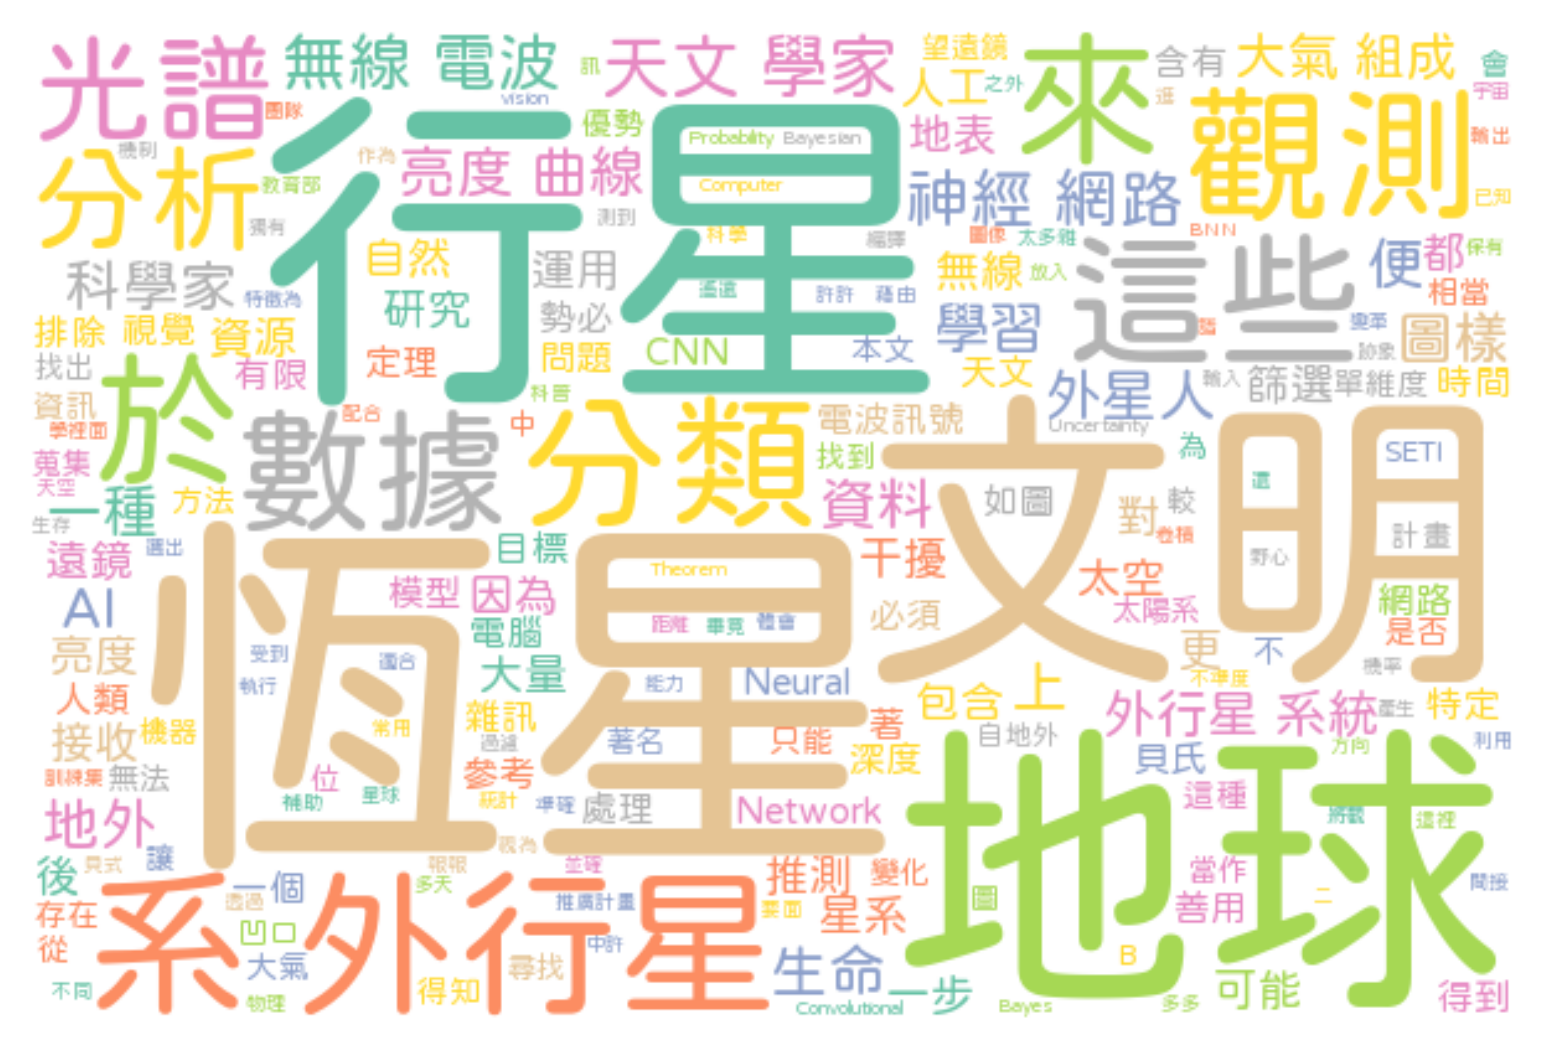 光譜
無線 電波
訊
天文 學家
望遠鏡
人工
之外
來
含有
大氣 組成
會
宇宙
vision
團隊
優勢
Probability Bayesian
Computer
地表
觀測
輸出
機制
分析
教育部
作為
亮度 曲線
行星
神經 網路
已知
獨有
測到
科學
BNN
圖像
太多雜
自然
運用
無線
放入
這些
便
都
保有
科學家
特徵為
研究
勢必
遙遠
許許
藉由
學習
相當
變革
圖樣
排除
視覺
資源
定理
問題
CNN
本文
跡象
找出
有限
科普
天文
外星人
輸入
篩選
單維度
時間
資訊
於
數據
配合
中
分類
電波訊號
Uncertainty
文明
學裡面
蒐集
天空
一種
方法
找到
為
還
SETI
生存
資料
如圖
對
較
卷積
計畫
野心
遠鏡
選出
恆星
目標
Theorem
干擾
太空
AI
模型
因為
必須
太陽系
網路
是否
電腦
距離
畢竟
體會
亮度
受到
適合
大量
更
不
機率
人類
執行
能力
Neural
不準度
接收
機器
常用
雜訊
過濾
著名
只能
著
包含
上
外行星 系統
產生
特定
訓練集
無法
位
星球
參考
深度
自地外
貝氏
地球
方向
利用
地外
補助
統計
準確
處理
Network
這種
這裡
後
讓
報報
並確
推測
變化
當作
間接
存在
系外行星
透過
一個
多天
推廣計畫
星系
圖
善用
二
從
凹口
中許
大氣
得知
尋找
生命
一步
B
可能
不同
物理
Convolutional
Bayes
多多
得到